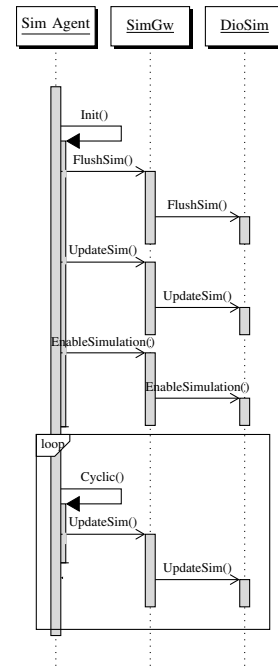 Sim Agent SimGw DioSim
Init()
FlushSim()
FlushSim()
UpdateSim()
UpdateSim()
EnableSimulation()
EnableSimulation()
loop
Cyclic()
UpdateSim()
UpdateSim()